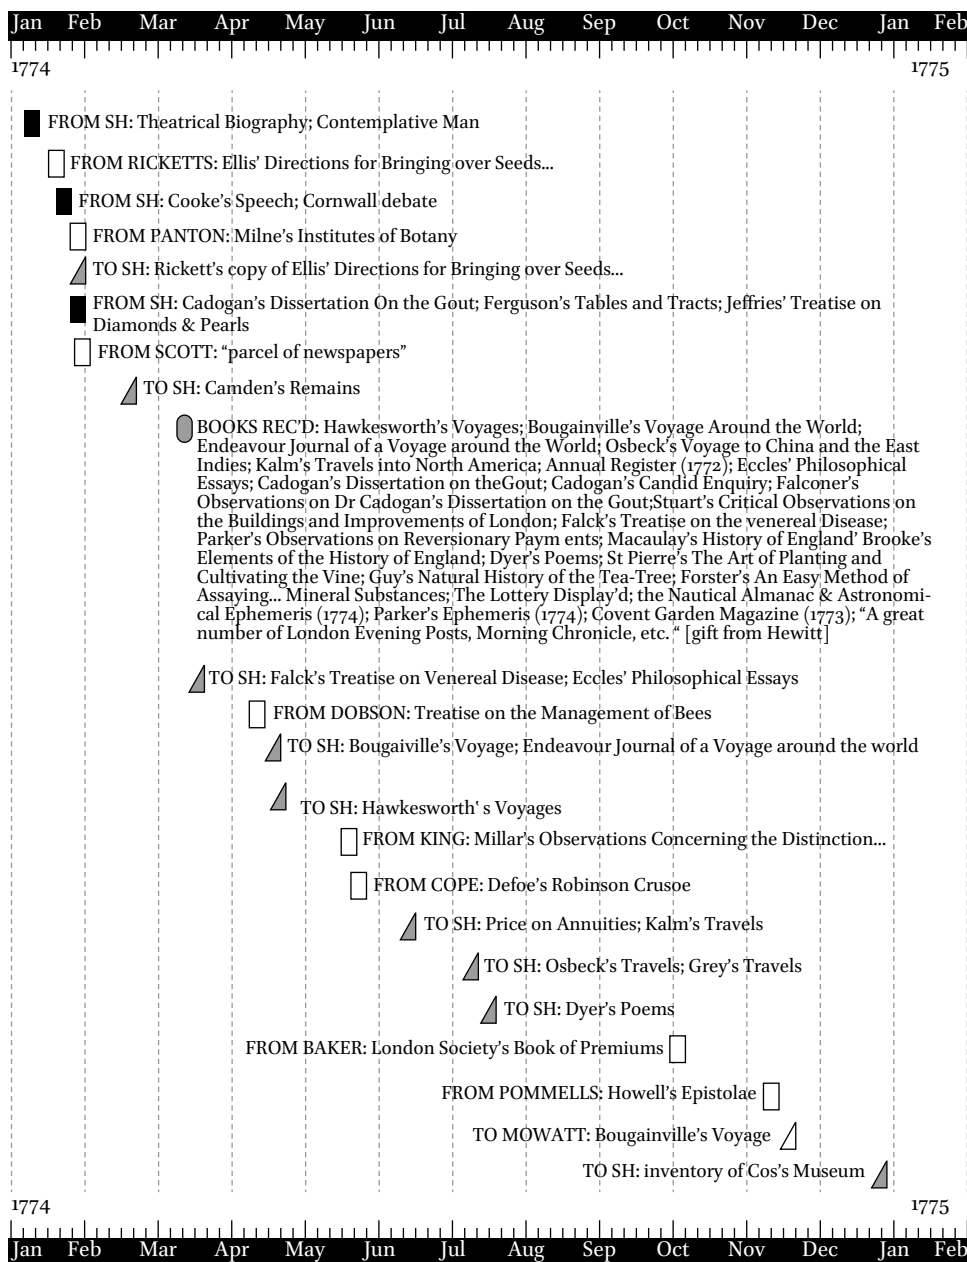 Jan Feb Mar Apr May Jun Jul Aug Sep Oct Nov Dec Jan Feb
1774 1775
FROM SH: Theatrical Biography; Contemplative Man
FROM RICKETTS: Ellis' Directions for Bringing over Seeds...
FROM SH: Cooke's Speech; Cornwall debate
FROM PANTON: Milne's Institutes of Botany
TO SH: Rickett's copy of Ellis' Directions for Bringing over Seeds...
FROM SH: Cadogan's Dissertation On the Gout; Ferguson's Tables and Tracts; Jeffries' Treatise on
Diamonds & Pearls
FROM SCOTT: “parcel of newspapers”
TO SH: Camden's Remains
BOOKS REC'D: Hawkesworth's Voyages; Bougainville's Voyage Around the World;
Endeavour Journal of a Voyage around the World; Osbeck's Voyage to China and the East
Indies; Kalm's Travels into North America; Annual Register (1772); Eccles' Philosophical
Essays; Cadogan's Dissertation on theGout; Cadogan's Candid Enquiry; Falconer's
Observations on Dr Cadogan's Dissertation on the Gout;Stuart's Critical Observations on
the Buildings and Improvements of London; Falck's Treatise on the venereal Disease;
Parker's Observations on Reversionary Paym ents; Macaulay's History of England' Brooke's
Elements of the History of England; Dyer's Poems; St Pierre's The Art of Planting and
Cultivating the Vine; Guy's Natural History of the Tea-Tree; Forster's An Easy Method of
Assaying... Mineral Substances; The Lottery Display'd; the Nautical Almanac & Astronomi-
cal Ephemeris (1774); Parker's Ephemeris (1774); Covent Garden Magazine (1773); “A great
number of London Evening Posts, Morning Chronicle, etc. “ [gift from Hewitt]
TO SH: Falck's Treatise on Venereal Disease; Eccles' Philosophical Essays
FROM DOBSON: Treatise on the Management of Bees
TO SH: Bougaiville's Voyage; Endeavour Journal of a Voyage around the world
TO SH: Hawkesworth' s Voyages
FROM KING: Millar's Observations Concerning the Distinction...
FROM COPE: Defoe's Robinson Crusoe
TO SH: Price on Annuities; Kalm's Travels
TO SH: Osbeck's Travels; Grey's Travels
TO SH: Dyer's Poems
FROM BAKER: London Society's Book of Premiums
FROM POMMELLS: Howell's Epistolae
TO MOWATT: Bougainville's Voyage
TO SH: inventory of Cos's Museum
1774 1775
Jan Feb Mar Apr May Jun Jul Aug Sep Oct Nov Dec Jan Feb